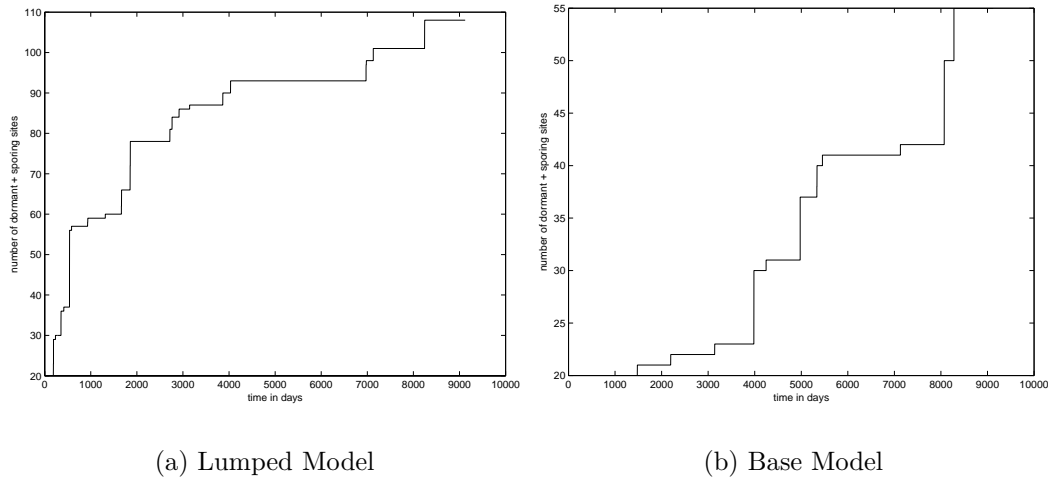 110
100
90
80
70
60
50
40
30
20
0 1000 2000 3000 4000 5000 6000 7000 8000 9000 10000
time in days
number of dormant + sporing sites
(a) Lumped Model
55
50
45
40
35
30
25
20
0 1000 2000 3000 4000 5000 6000 7000 8000 9000 10000
time in days
number of dormant + sporing sites
(b) Base Model